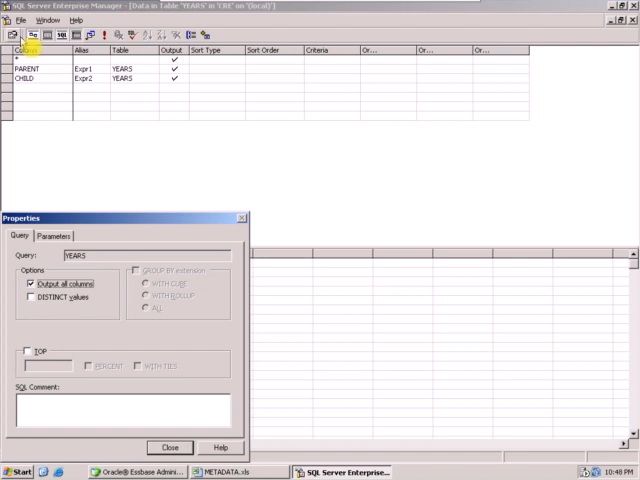 SQL Server Enterprise Manager - [Data in Table 'YEARS' in 'CRE' on '(local)']
File Window Help
SQL
Column Alias Table Output Sort Type Sort Order Criteria Or... Or... Or...
*
PARENT Expr1 YEARS
CHILD Expr2 YEARS
Properties
Query Parameters
Query: YEARS
Options
Output all columns
DISTINCT values
GROUP BY extension
WITH CUBE
WITH ROLLUP
ALL
TOP
PERCENT WITH TIES
SQL Comment:
Close Help
Start Oracle® Essbase Admini... METADATA.xls SQL Server Enterprise... 10:48 PM